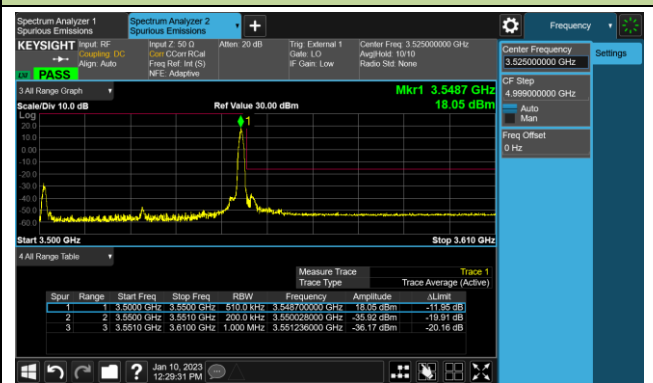 Spectrum Analyzer 1
Spurious Emissions
Spectrum Analyzer 2
Spurious Emissions
Frequency
KEYSIGHT
Input: RF
Coupling: DC
Align: Auto
Input Z: 50 Ω
Corr CCorr RCal
Freq Ref: Int (S)
NFE: Adaptive
Atten: 20 dB
Trig: External 1
Gate: LO
IF Gain: Low
Center Freq: 3.525000000 GHz
Avg|Hold: 10/10
Radio Std: None
PASS
Center Frequency
3.525000000 GHz
Settings
CF Step
4.999000000 GHz
Auto
Man
Freq Offset
0 Hz
3 All Range Graph
Mkr1 3.5487 GHz
Scale/Div 10.0 dB
Ref Value 30.00 dBm
18.05 dBm
Log
20.0
10.0
0.00
-10.0
-20.0
-30.0
-40.0
-50.0
-60.0
1
Start 3.500 GHz
Stop 3.610 GHz
4 All Range Table
Measure Trace Trace 1
Trace Type Trace Average (Active)
Spur Range Start Freq Stop Freq RBW Frequency Amplitude ΔLimit
1 1 3.5000 GHz 3.5500 GHz 510.0 kHz 3.548700000 GHz 18.05 dBm -11.95 dB
2 2 3.5500 GHz 3.5510 GHz 200.0 kHz 3.550028000 GHz -35.92 dBm -19.91 dB
3 3 3.5510 GHz 3.6100 GHz 1.000 MHz 3.551236000 GHz -36.17 dBm -20.16 dB
Jan 10, 2023
12:29:31 PM